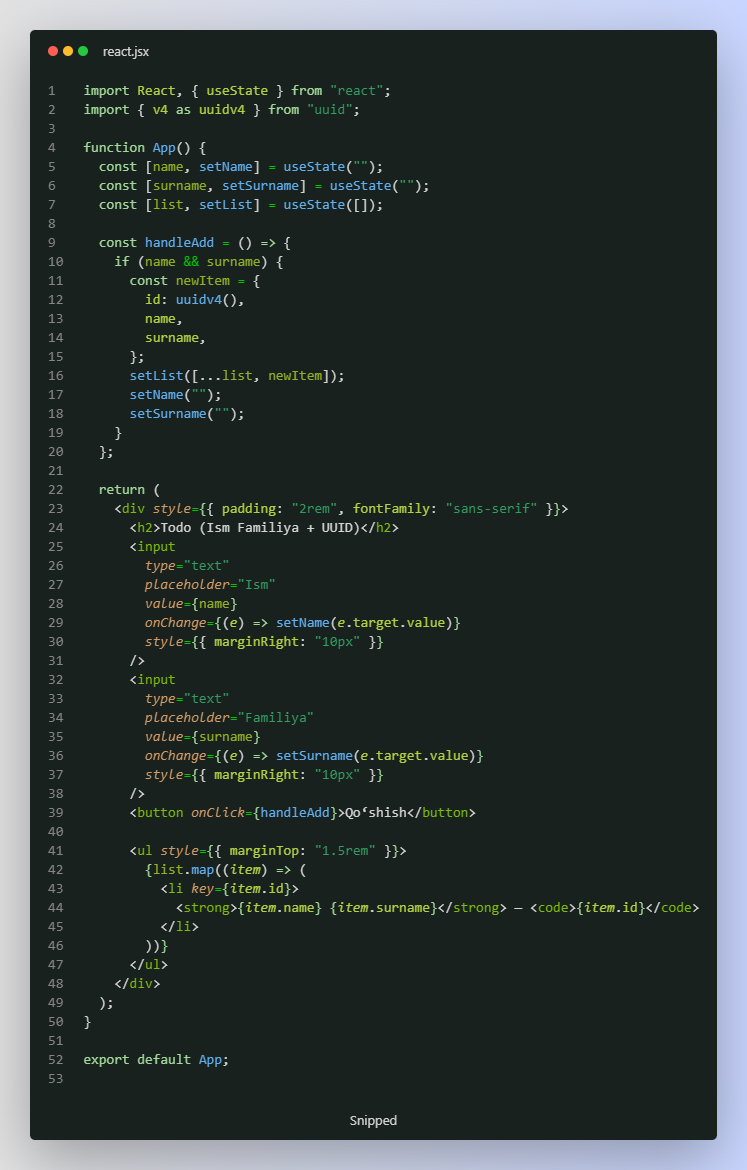 react.jsx
1 import React, { useState } from "react";
2 import { v4 as uuidv4 } from "uuid";
3
4 function App() {
5   const [name, setName] = useState("");
6   const [surname, setSurname] = useState("");
7   const [list, setList] = useState([]);
8
9   const handleAdd = () => {
10     if (name && surname) {
11       const newItem = {
12         id: uuidv4(),
13         name,
14         surname,
15       };
16       setList([...list, newItem]);
17       setName("");
18       setSurname("");
19     }
20   };
21
22   return (
23     <div style={{ padding: "2rem", fontFamily: "sans-serif" }}>
24       <h2>Todo (Ism Familiya + UUID)</h2>
25       <input
26         type="text"
27         placeholder="Ism"
28         value={name}
29         onChange={(e) => setName(e.target.value)}
30         style={{ marginRight: "10px" }}
31       />
32       <input
33         type="text"
34         placeholder="Familiya"
35         value={surname}
36         onChange={(e) => setSurname(e.target.value)}
37         style={{ marginRight: "10px" }}
38       />
39       <button onClick={handleAdd}>Qo‘shish</button>
40
41       <ul style={{ marginTop: "1.5rem" }}>
42         {list.map((item) => (
43           <li key={item.id}>
44             <strong>{item.name} {item.surname}</strong> — <code>{item.id}</code>
45           </li>
46         ))}
47       </ul>
48     </div>
49   );
50 }
51
52 export default App;
53
Snipped